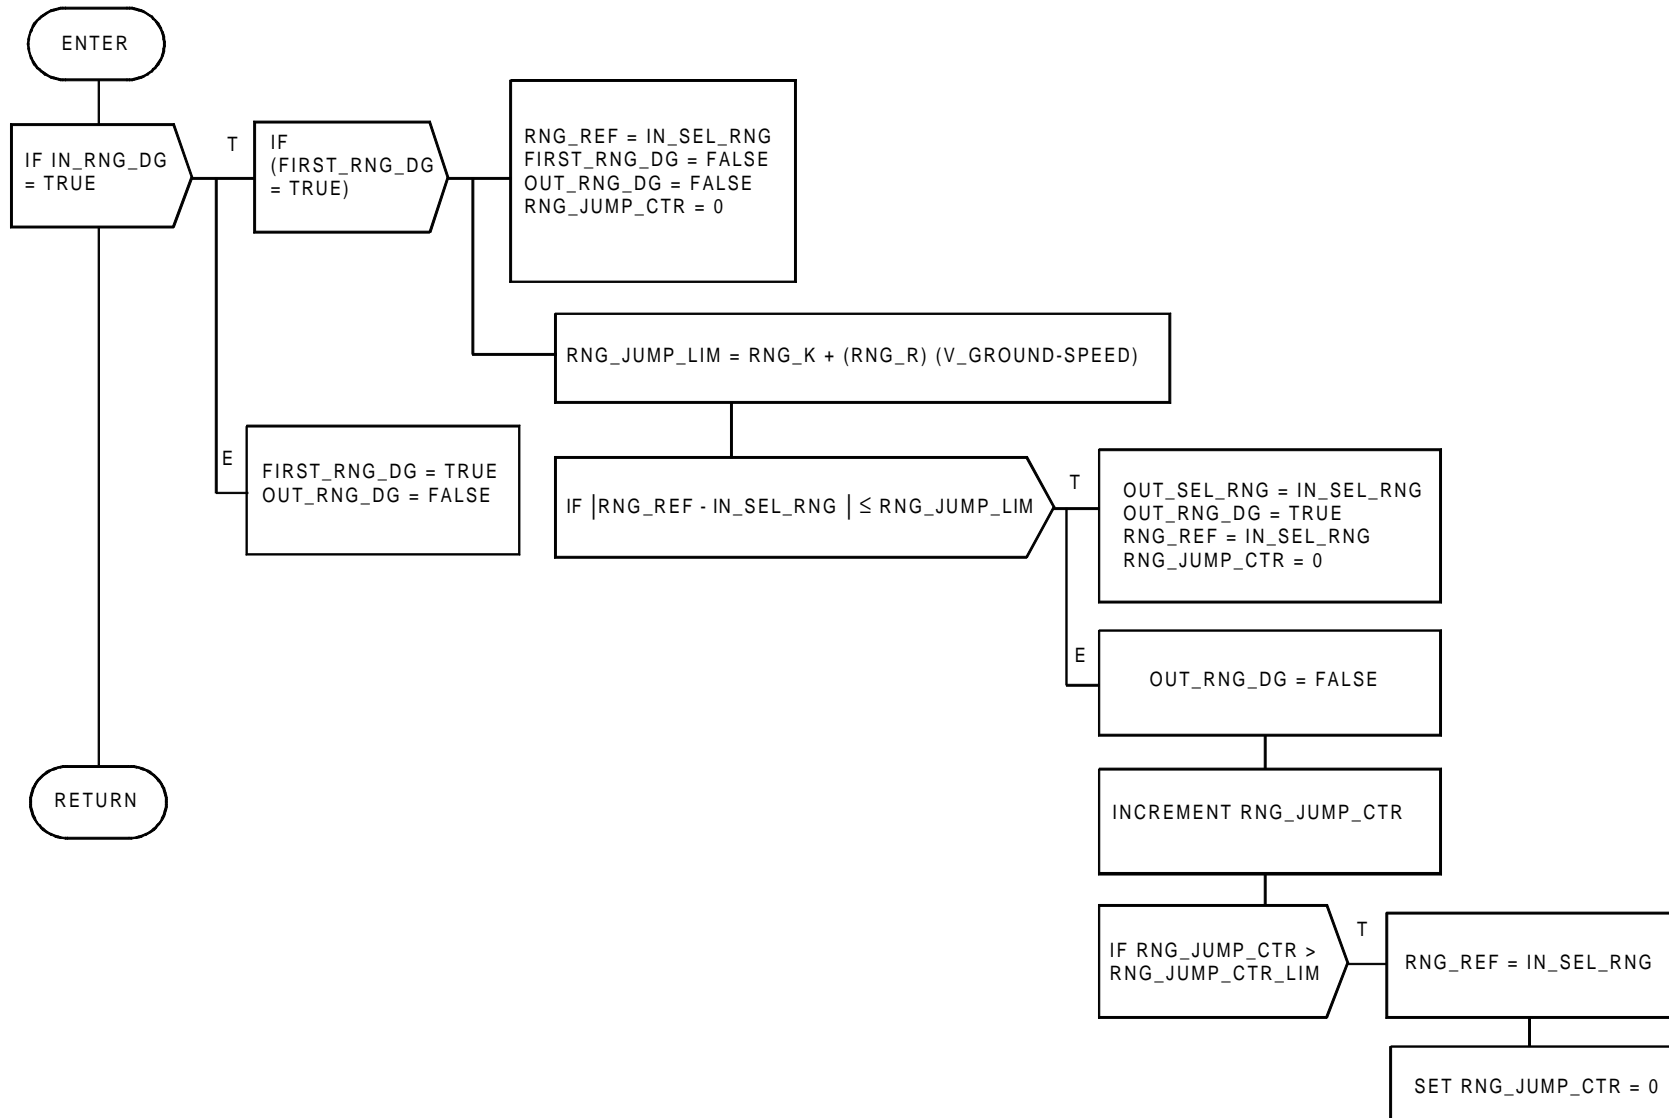 ENTER
IF IN_RNG_DG
= TRUE
T
IF
(FIRST_RNG_DG
= TRUE)
RNG_REF = IN_SEL_RNG
FIRST_RNG_DG = FALSE
OUT_RNG_DG = FALSE
RNG_JUMP_CTR = 0
RNG_JUMP_LIM = RNG_K + (RNG_R) (V_GROUND-SPEED)
E
FIRST_RNG_DG = TRUE
OUT_RNG_DG = FALSE
IF |RNG_REF - IN_SEL_RNG | ≤ RNG_JUMP_LIM
T
OUT_SEL_RNG = IN_SEL_RNG
OUT_RNG_DG = TRUE
RNG_REF = IN_SEL_RNG
RNG_JUMP_CTR = 0
E
OUT_RNG_DG = FALSE
RETURN
INCREMENT RNG_JUMP_CTR
IF RNG_JUMP_CTR >
RNG_JUMP_CTR_LIM
T
RNG_REF = IN_SEL_RNG
SET RNG_JUMP_CTR = 0